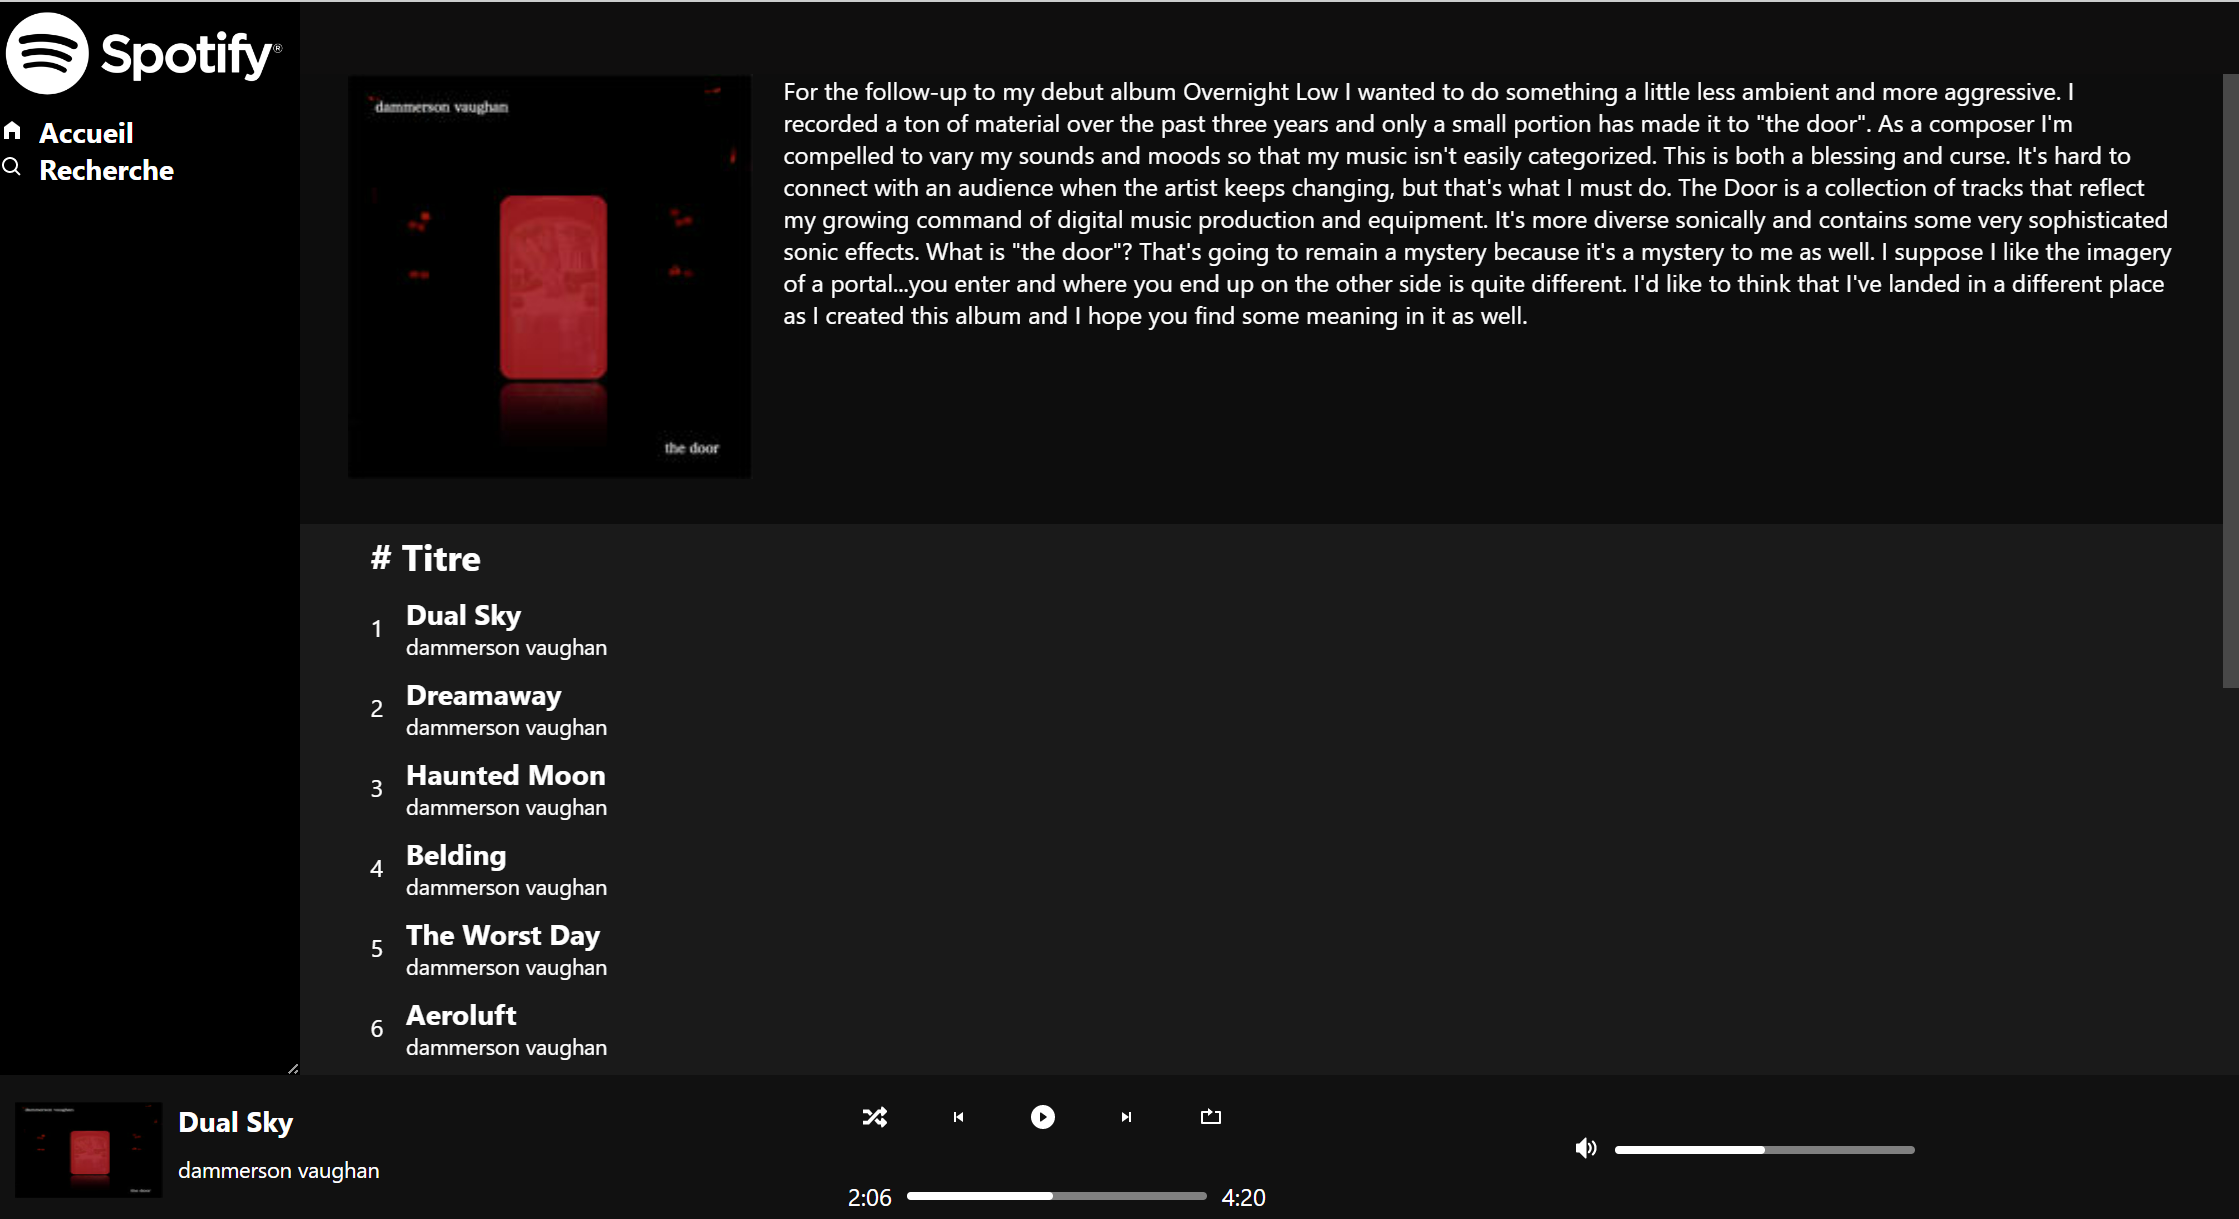 Spotify®
Accueil
Recherche
dammerson vaughan
the door
For the follow-up to my debut album Overnight Low I wanted to do something a little less ambient and more aggressive. I
recorded a ton of material over the past three years and only a small portion has made it to "the door". As a composer I'm
compelled to vary my sounds and moods so that my music isn't easily categorized. This is both a blessing and curse. It's hard to
connect with an audience when the artist keeps changing, but that's what I must do. The Door is a collection of tracks that reflect
my growing command of digital music production and equipment. It's more diverse sonically and contains some very sophisticated
sonic effects. What is "the door"? That's going to remain a mystery because it's a mystery to me as well. I suppose I like the imagery
of a portal...you enter and where you end up on the other side is quite different. I'd like to think that I've landed in a different place
as I created this album and I hope you find some meaning in it as well.
# Titre
1 Dual Sky
dammerson vaughan
2 Dreamaway
dammerson vaughan
3 Haunted Moon
dammerson vaughan
4 Belding
dammerson vaughan
5 The Worst Day
dammerson vaughan
6 Aeroluft
dammerson vaughan
Dual Sky
dammerson vaughan
2:06 4:20